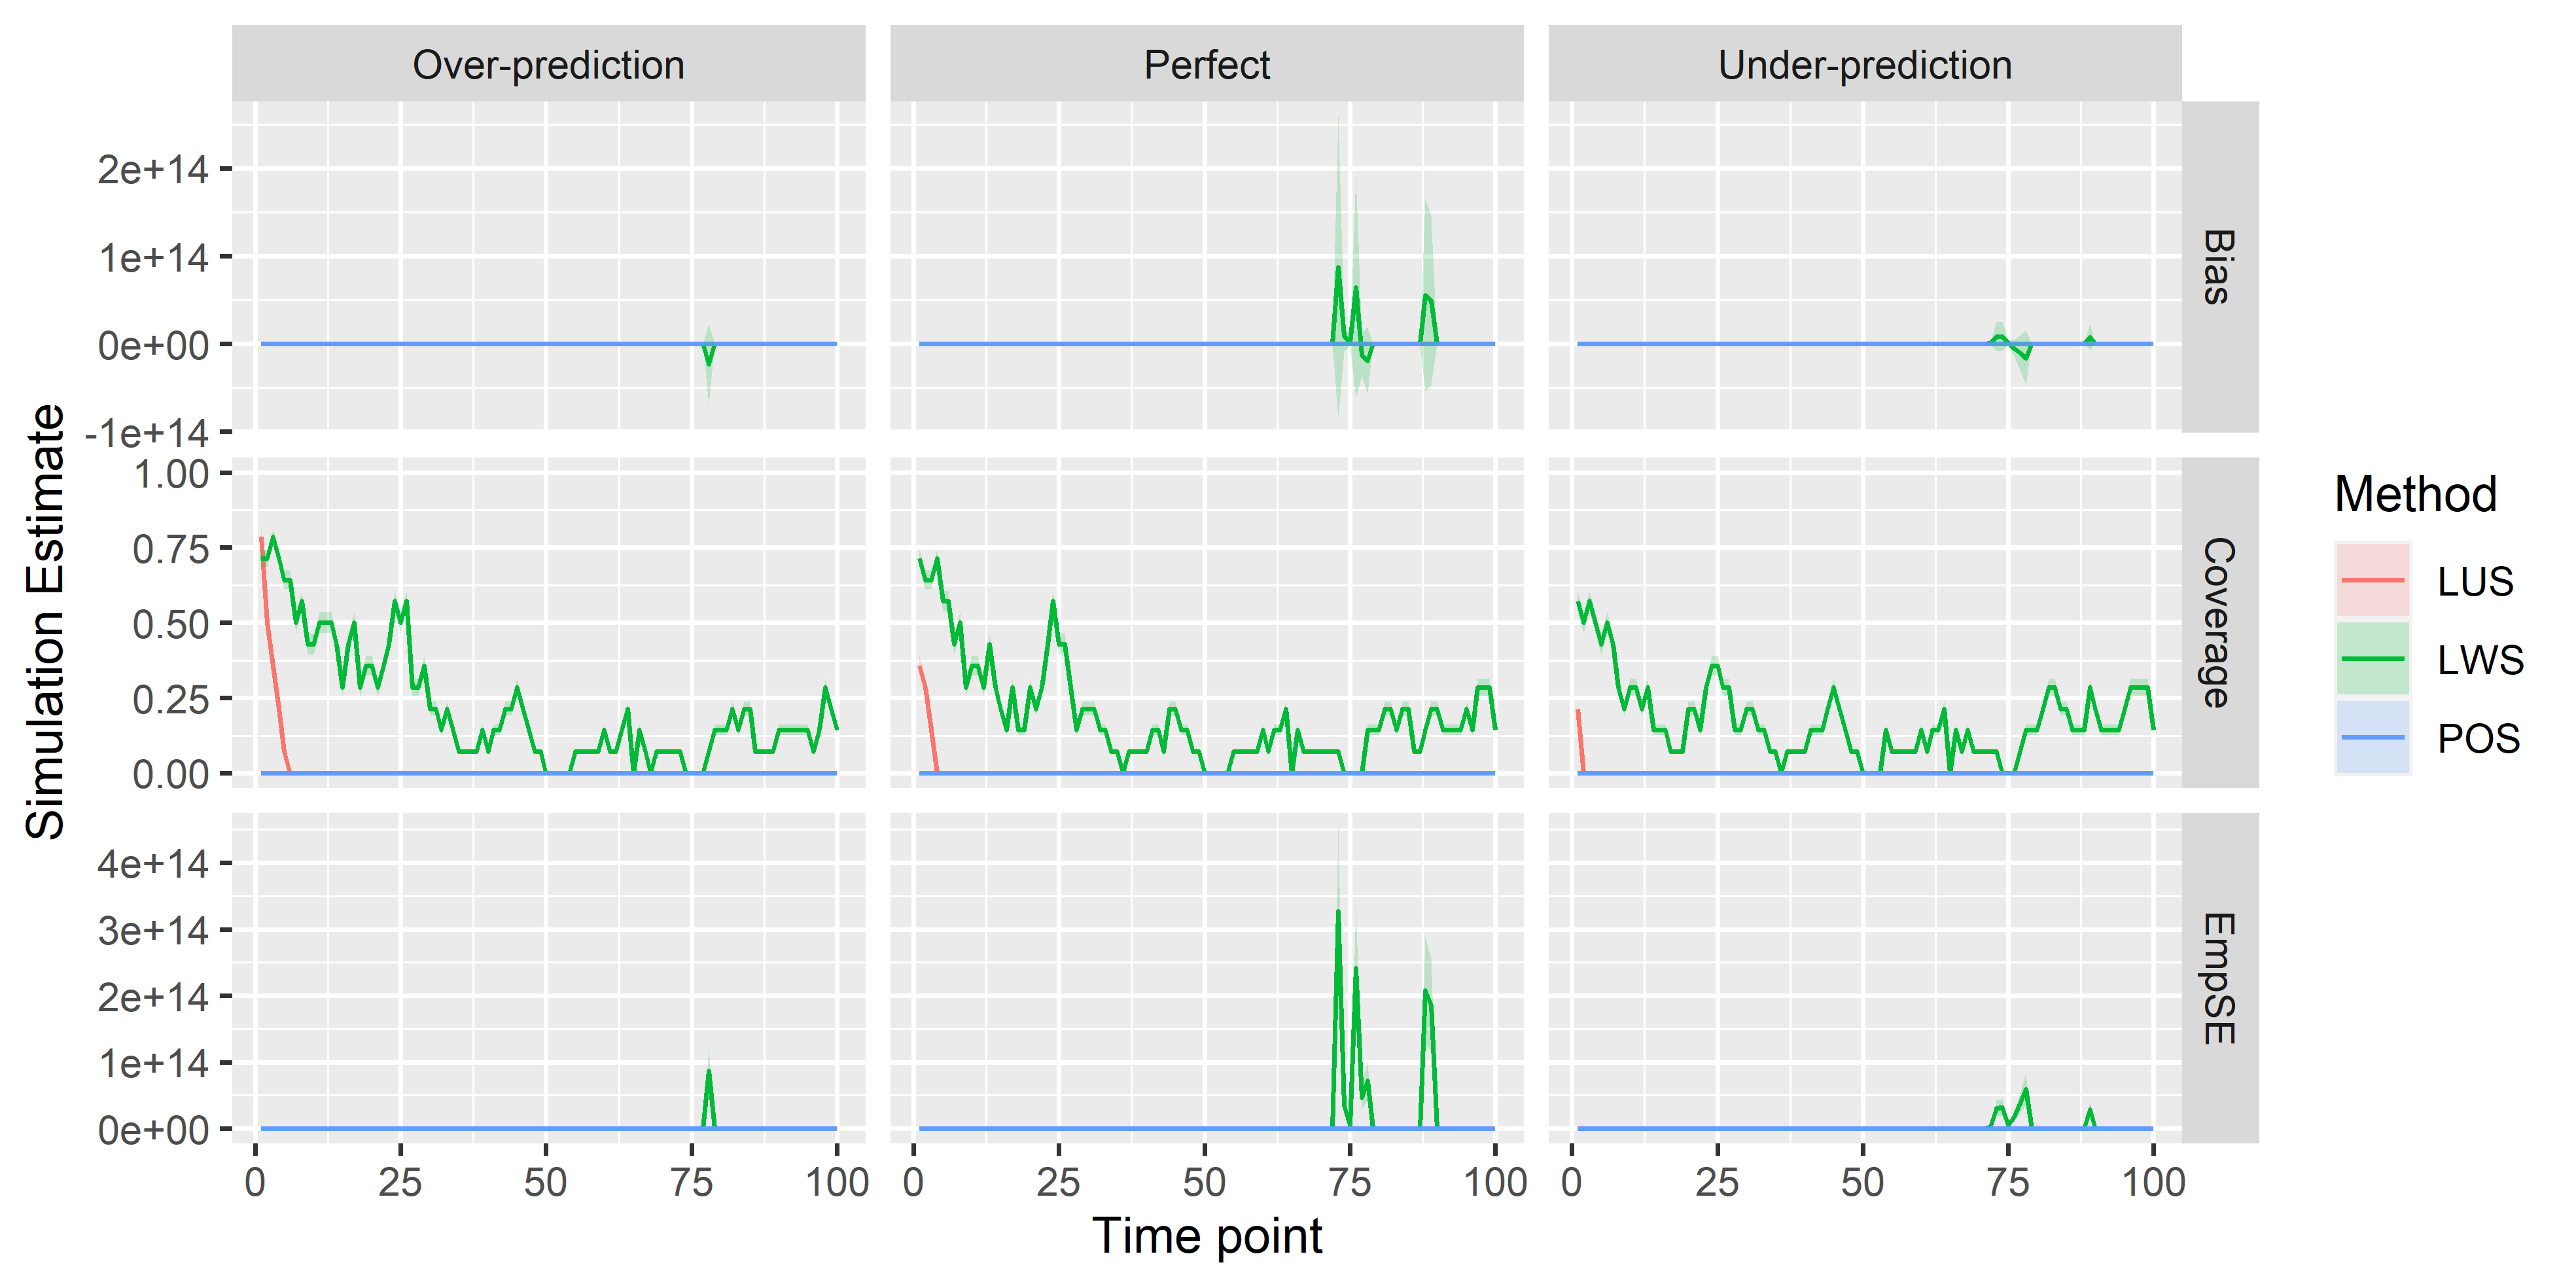 Over-prediction Perfect Under-prediction
2e+14
1e+14
0e+00
-1e+14
Bias
1.00
0.75
0.50
0.25
0.00
Coverage
4e+14
3e+14
2e+14
1e+14
0e+00
EmpSE
0 25 50 75 100 0 25 50 75 100 0 25 50 75 100
Time point
Simulation Estimate
Method
LUS
LWS
POS